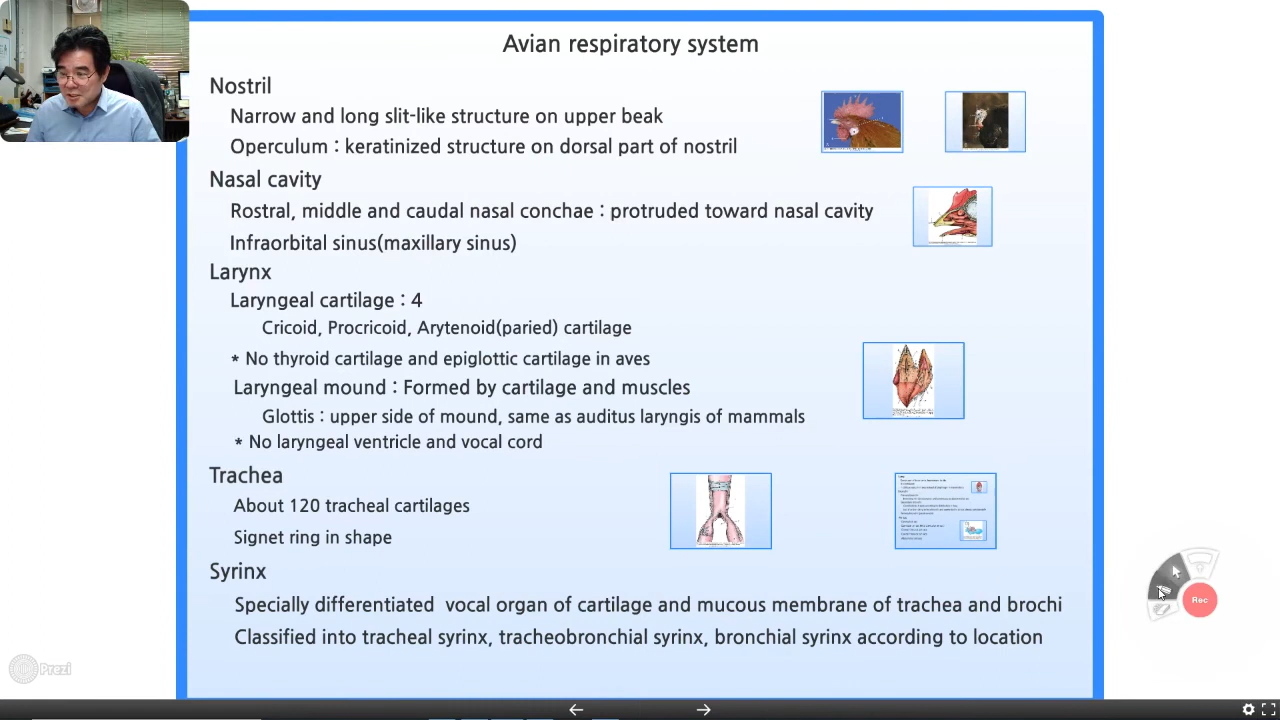 Avian respiratory system
Nostril
Narrow and long slit-like structure on upper beak
Operculum : keratinized structure on dorsal part of nostril
Nasal cavity
Rostral, middle and caudal nasal conchae : protruded toward nasal cavity
Infraorbital sinus(maxillary sinus)
Larynx
Laryngeal cartilage : 4
Cricoid, Procricoid, Arytenoid(paried) cartilage
* No thyroid cartilage and epiglottic cartilage in aves
Laryngeal mound : Formed by cartilage and muscles
Glottis : upper side of mound, same as auditus laryngis of mammals
* No laryngeal ventricle and vocal cord
Trachea
About 120 tracheal cartilages
Signet ring in shape
Syrinx
Specially differentiated vocal organ of cartilage and mucous membrane of trachea and brochi
Classified into tracheal syrinx, tracheobronchial syrinx, bronchial syrinx according to location
Rec
Prezi